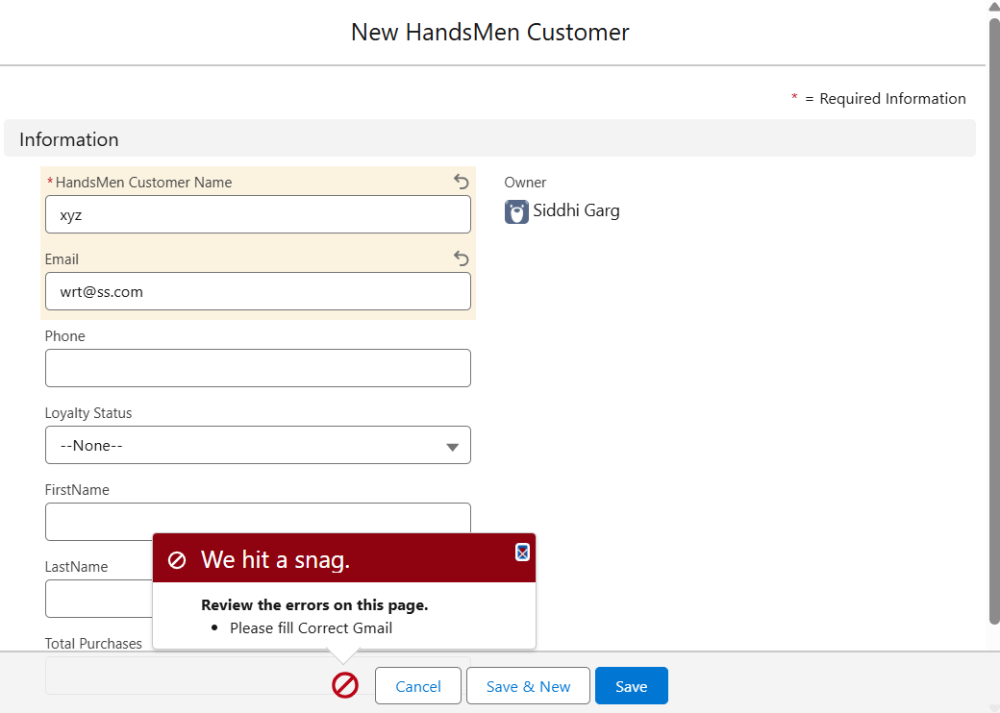 New HandsMen Customer
* = Required Information
Information
*HandsMen Customer Name
xyz
Owner
Siddhi Garg
Email
wrt@ss.com
Phone
Loyalty Status
--None--
FirstName
LastName
Total Purchases
We hit a snag.
Review the errors on this page.
• Please fill Correct Gmail
Cancel
Save & New
Save